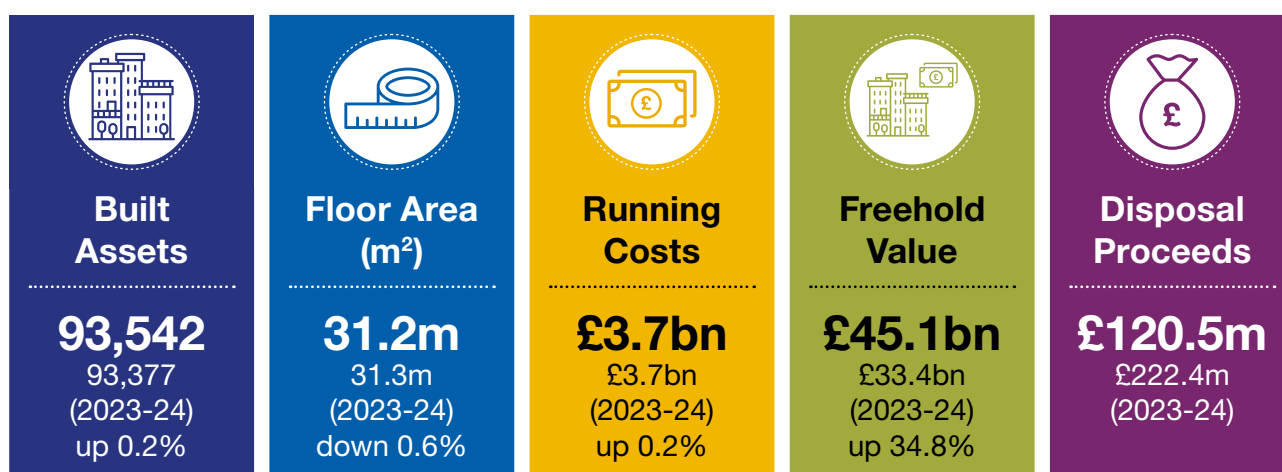 Built
Assets
93,542
93,377
(2023-24)
up 0.2%
Floor Area
(m²)
31.2m
31.3m
(2023-24)
down 0.6%
£
Running
Costs
£3.7bn
£3.7bn
(2023-24)
up 0.2%
£
Freehold
Value
£45.1bn
£33.4bn
(2023-24)
up 34.8%
£
Disposal
Proceeds
£120.5m
£222.4m
(2023-24)